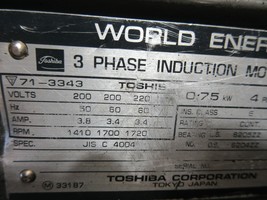 WORLD ENER
Toshiba 3 PHASE INDUCTION MO
71-3343 TOSHIB
VOLTS 200 200 220 0.75 kW 4
Hz 50 60 60
AMP. 3.8 3.4 3.4
RPM. 1410 1700 1720
SPEC. JIS C 4004
33187 TOSHIBA CORPORATION
TOKYO JAPAN